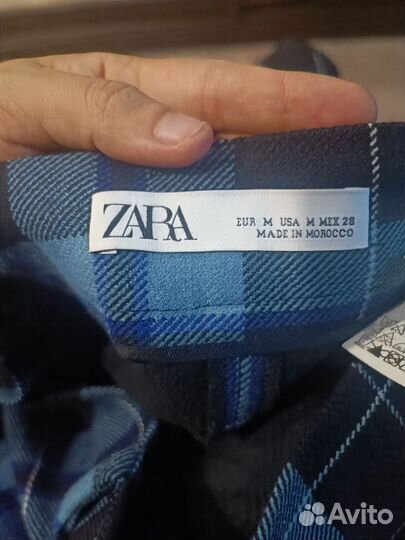 ZARA
EUR M USA M MEX 28
MADE IN MOROCCO
Avito